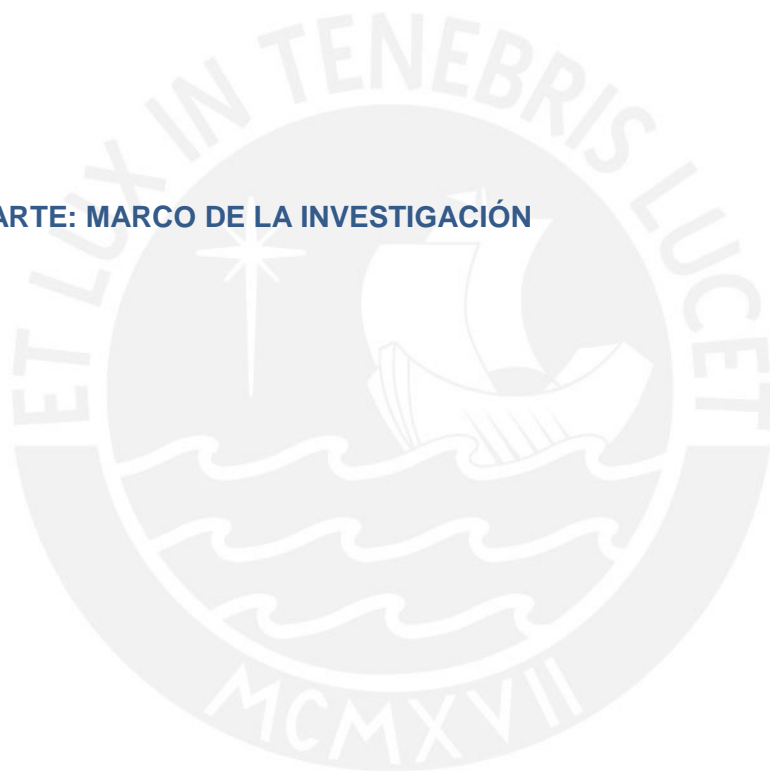 ET LUX IN TENEBRIS LUCET
ARTE: MARCO DE LA INVESTIGACIÓN
MCMXVII